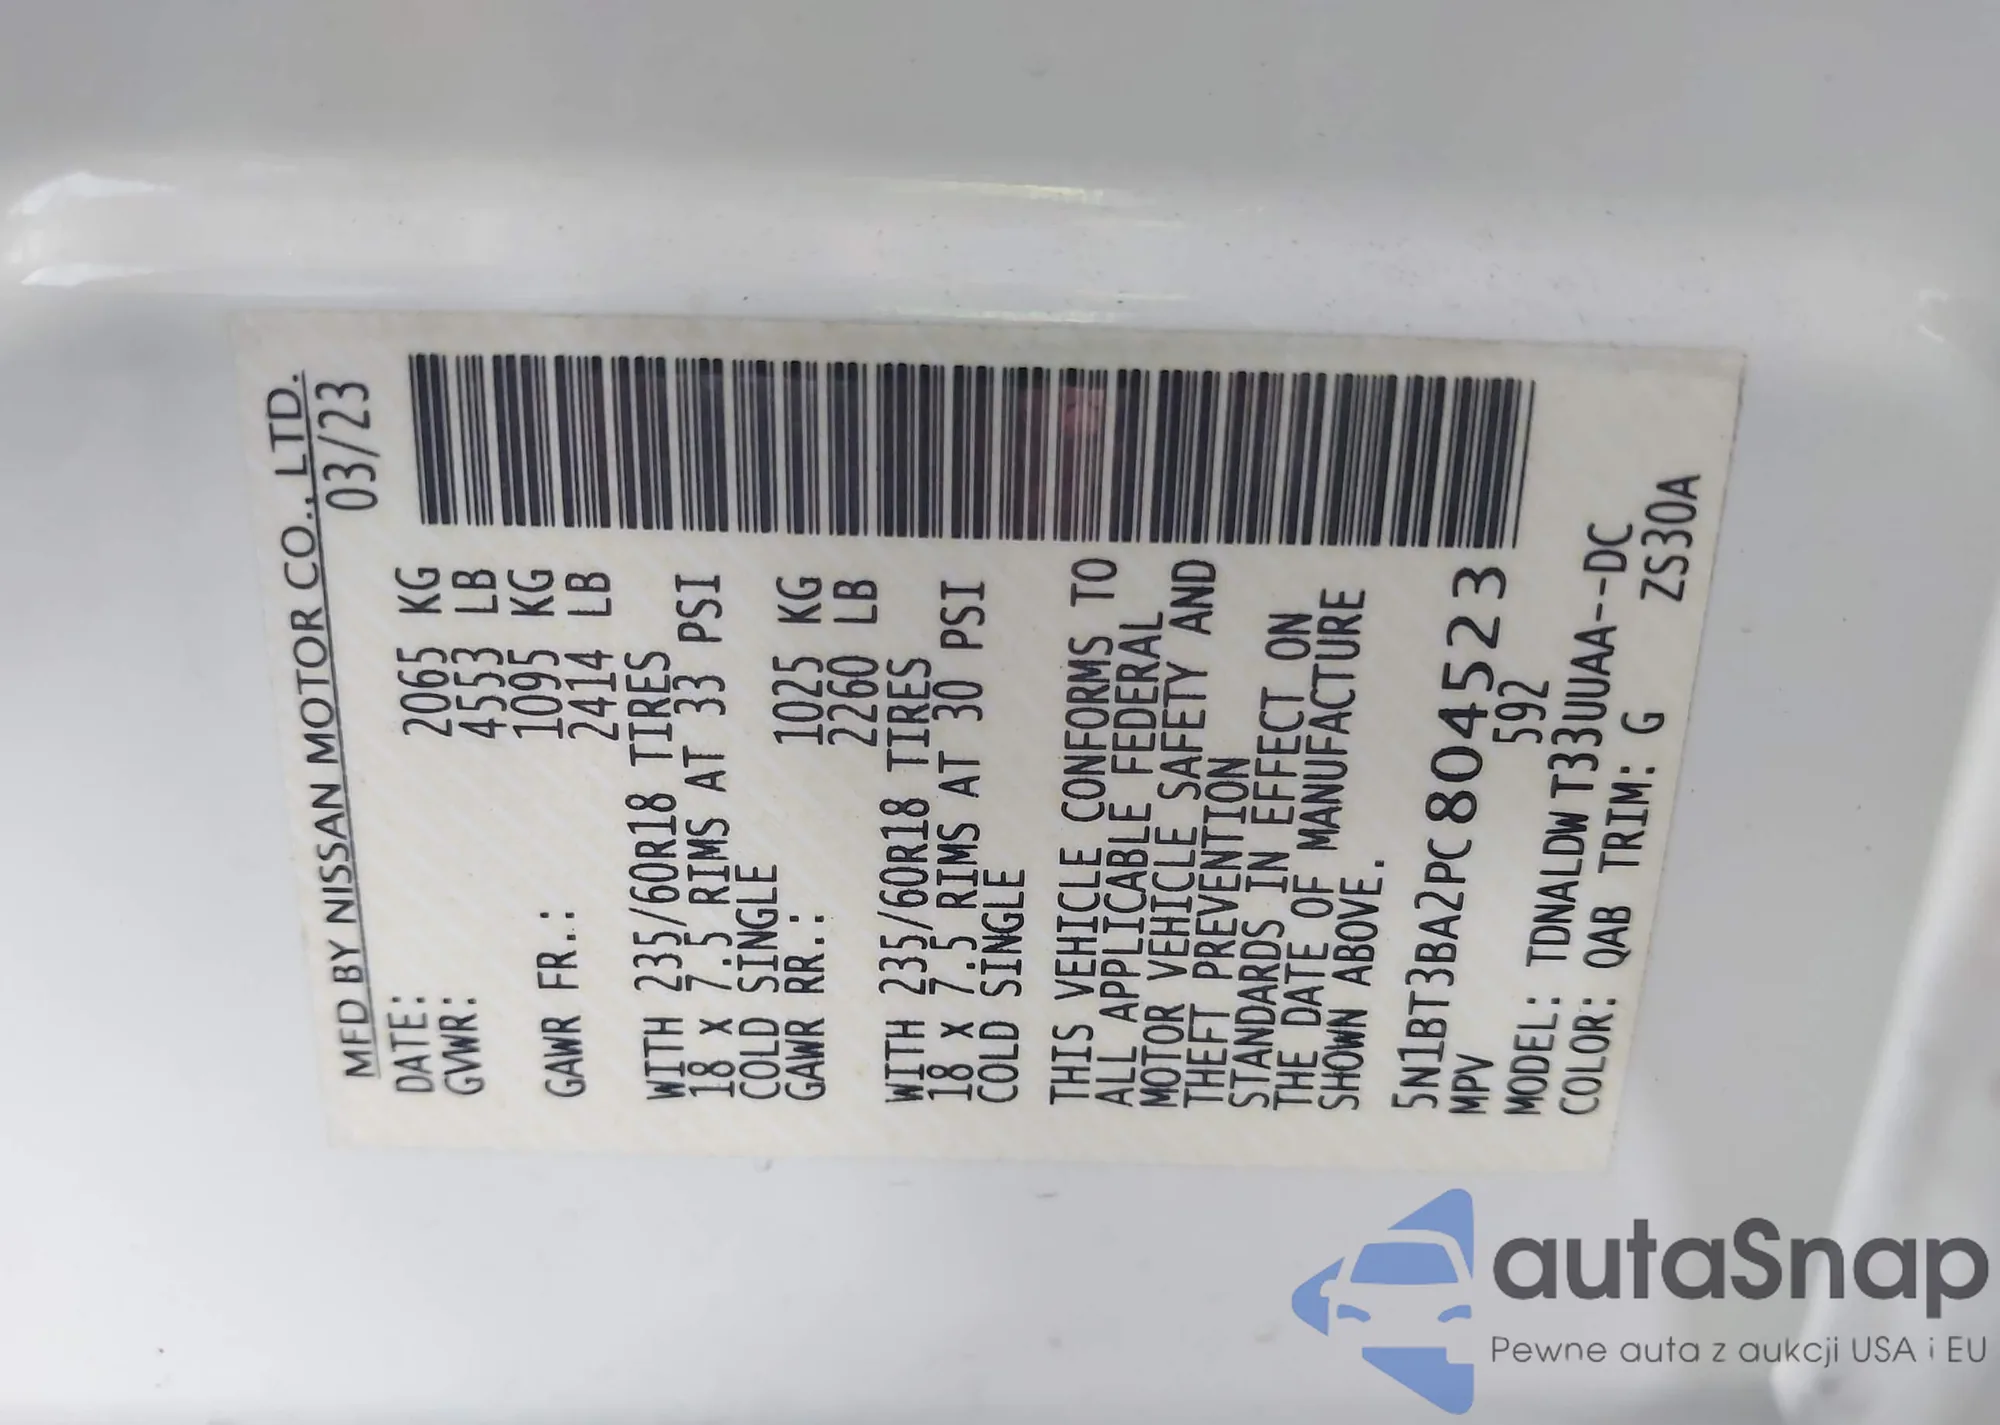 MFD BY NISSAN MOTOR CO., LTD.
DATE: 03/23
GVWR: 2065 KG
4553 LB
GAWR FR.: 1095 KG
2414 LB
WITH 235/60R18 TIRES
18 X 7.5 RIMS AT 33 PSI
COLD SINGLE
GAWR RR.: 1025 KG
2260 LB
WITH 235/60R18 TIRES
18 X 7.5 RIMS AT 30 PSI
COLD SINGLE
THIS VEHICLE CONFORMS TO
ALL APPLICABLE FEDERAL
MOTOR VEHICLE SAFETY AND
THEFT PREVENTION
STANDARDS IN EFFECT ON
THE DATE OF MANUFACTURE
SHOWN ABOVE.
5N1BT3BA2PC804523
MPV 592
MODEL: TDNALDW T33UUAA--DC
COLOR: QAB TRIM: G ZS30A
autaSnap
Pewne auta z aukcji USA i EU